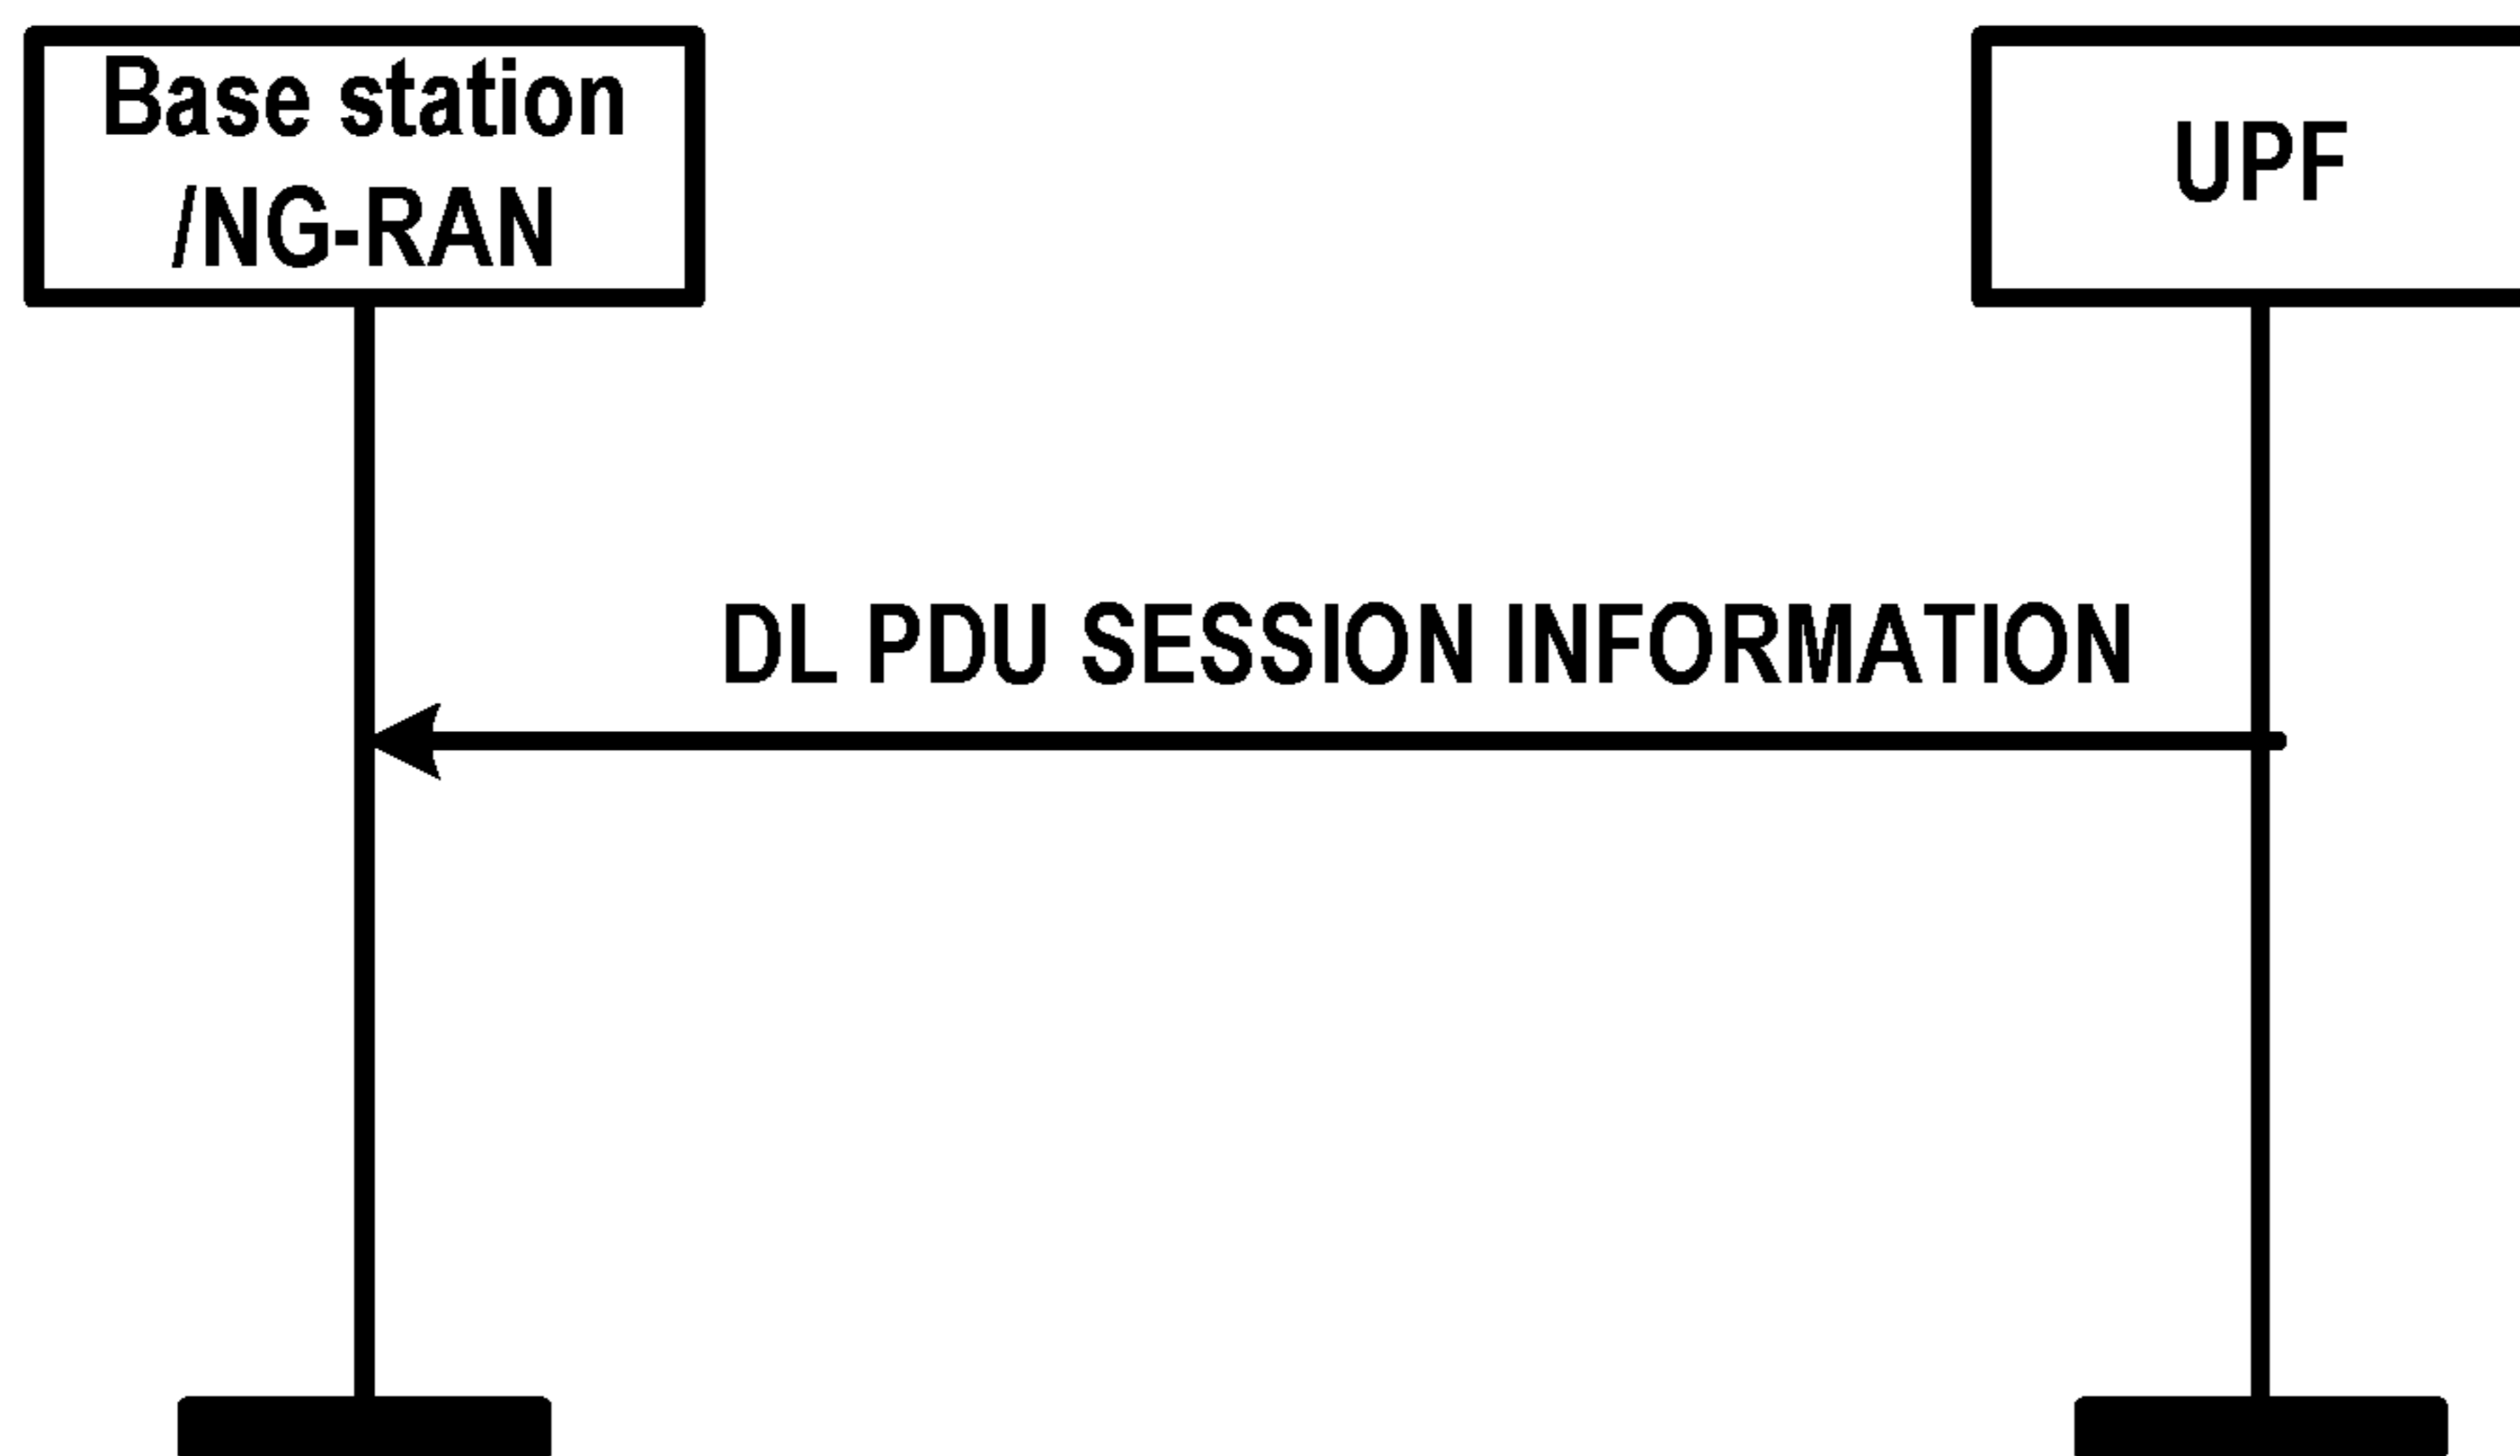 Base station
/NG-RAN
UPF
DL PDU SESSION INFORMATION